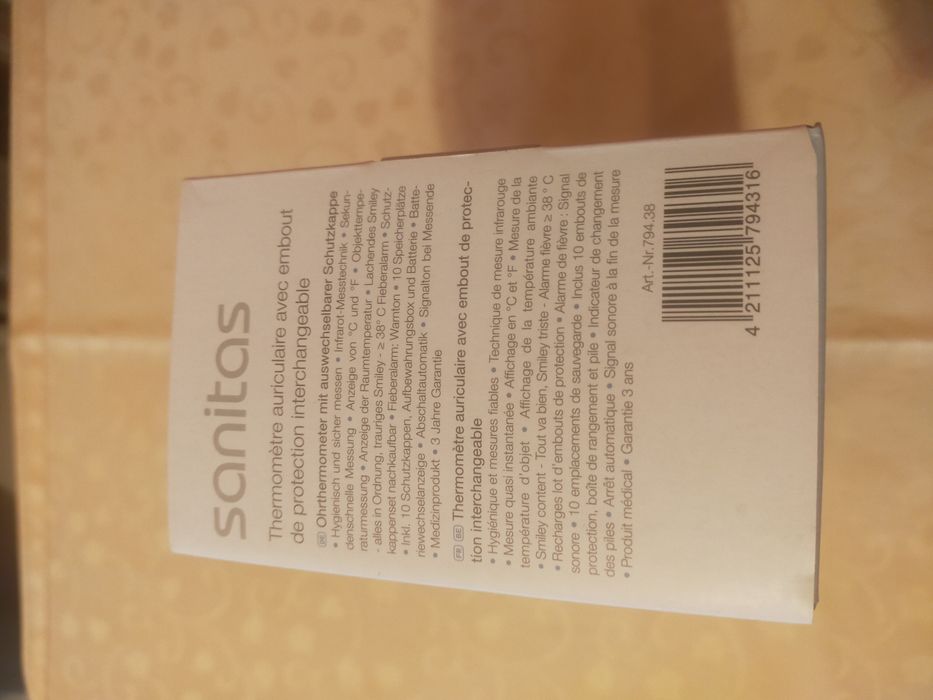 sanitas
Thermomètre auriculaire avec embout
de protection interchangeable
DE Ohrthermometer mit auswechselbarer Schutzkappe
• Hygienisch und sicher messen • Infrarot-Messtechnik • Sekun-
denschnelle Messung • Anzeige von °C und °F • Objekttempe-
raturmessung • Anzeige der Raumtemperatur • Lachendes Smiley
- alles in Ordnung, trauriges Smiley - ≥ 38° C Fieberalarm • Schutz-
kappenset nachkaufbar • Fieberalarm: Warnton • 10 Speicherplätze
• Inkl. 10 Schutzkappen, Aufbewahrungsbox und Batterie • Batte-
riewechselanzeige • Abschaltautomatik • Signalton bei Messende
• Medizinprodukt • 3 Jahre Garantie
FR BE Thermomètre auriculaire avec embout de protec-
tion interchangeable
• Hygiénique et mesures fiables • Technique de mesure infrarouge
• Mesure quasi instantanée • Affichage en °C et °F • Mesure de la
température d'objet • Affichage de la température ambiante
• Smiley content - Tout va bien, Smiley triste - Alarme fièvre ≥ 38 ° C
• Recharges lot d'embouts de protection • Alarme de fièvre : Signal
sonore • 10 emplacements de sauvegarde • Inclus 10 embouts de
protection, boîte de rangement et pile • Indicateur de changement
des piles • Arrêt automatique • Signal sonore à la fin de la mesure
• Produit médical • Garantie 3 ans
Art.-Nr.794.38
4 211125 794316